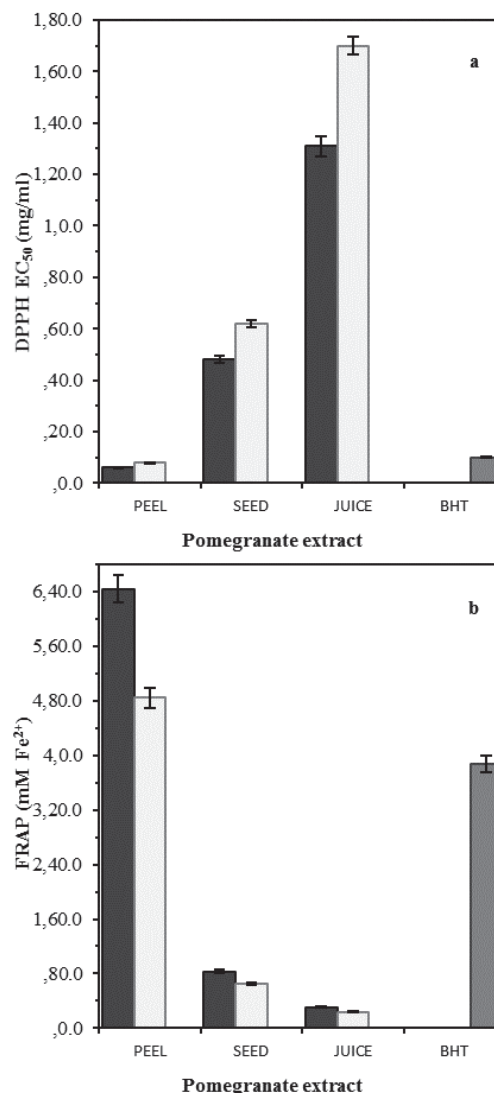 1,80.0
a
1,60.0
1,40.0
1,20.0
1,0.0
,80.0
,60.0
,40.0
,20.0
,0.0
DPPH EC₅₀ (mg/ml)
PEEL SEED JUICE BHT
Pomegranate extract
b
6,40.0
5,60.0
4,80.0
4,0.0
3,20.0
2,40.0
1,60.0
,80.0
,0.0
FRAP (mM Fe²⁺)
PEEL SEED JUICE BHT
Pomegranate extract